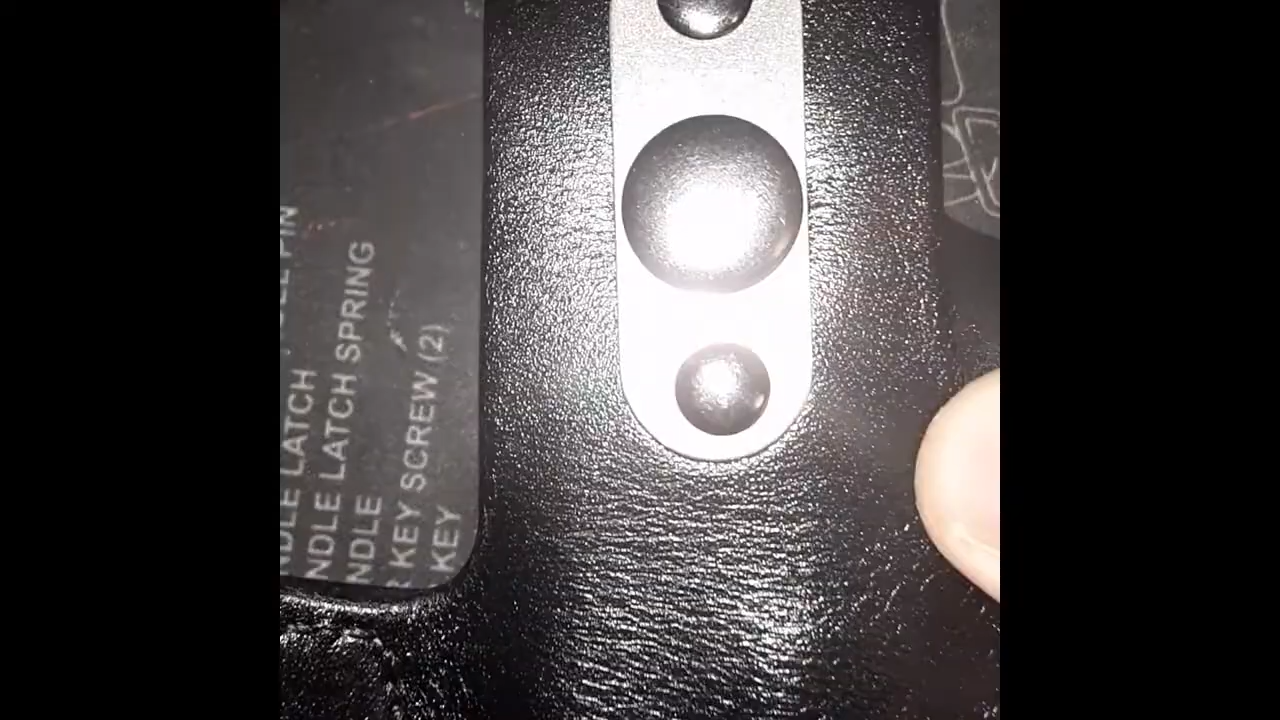 NDLE LATCH
NDLE LATCH SPRING
NDLE
KEY SCREW (2)
KEY